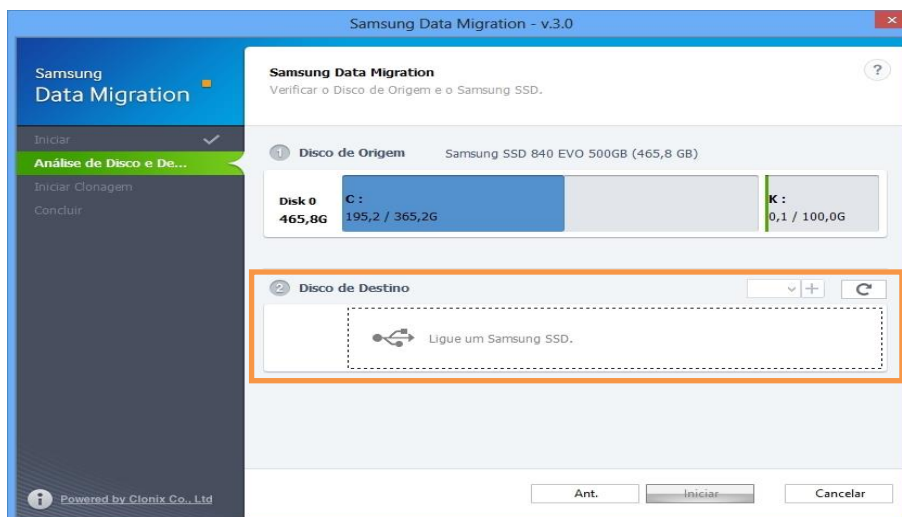 Samsung Data Migration - v.3.0
Samsung
Data Migration
Samsung Data Migration
Verificar o Disco de Origem e o Samsung SSD.
?
Iniciar
Análise de Disco e De...
Iniciar Clonagem
Concluir
1 Disco de Origem Samsung SSD 840 EVO 500GB (465,8 GB)
Disk 0
465,8G
C :
195,2 / 365,2G
K :
0,1 / 100,0G
2 Disco de Destino
Ligue um Samsung SSD.
Powered by Clonix Co., Ltd
Ant.
Iniciar
Cancelar